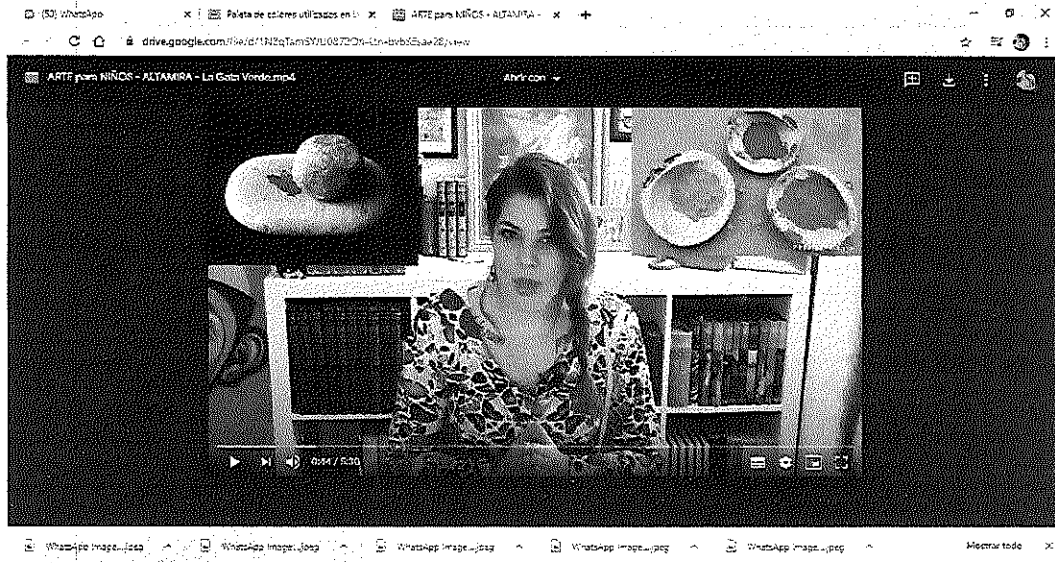 (53) WhatsApp
Paleta de colores utilizados en
ARTE para NIÑOS - ALTAMIRA -
drive.google.com
view
ARTE para NIÑOS - ALTAMIRA - La Gata Verde.mp4
Abrir con
0:44 / 5:30
WhatsApp Image....jpeg
WhatsApp Image....jpeg
WhatsApp Image....jpeg
WhatsApp Image....jpeg
WhatsApp Image....jpeg
Mostrar todo